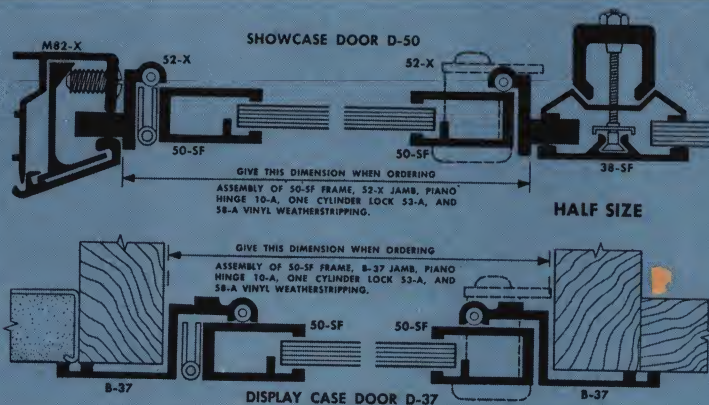 SHOWCASE DOOR D-50
M82-X
52-X
52-X
50-SF
50-SF
38-SF
GIVE THIS DIMENSION WHEN ORDERING
ASSEMBLY OF 50-SF FRAME, 52-X JAMB, PIANO
HINGE 10-A, ONE CYLINDER LOCK 53-A, AND
58-A VINYL WEATHERSTRIPPING.
HALF SIZE
GIVE THIS DIMENSION WHEN ORDERING
ASSEMBLY OF 50-SF FRAME, B-37 JAMB, PIANO
HINGE 10-A, ONE CYLINDER LOCK 53-A, AND
58-A VINYL WEATHERSTRIPPING.
50-SF
50-SF
B-37
B-37
DISPLAY CASE DOOR D-37